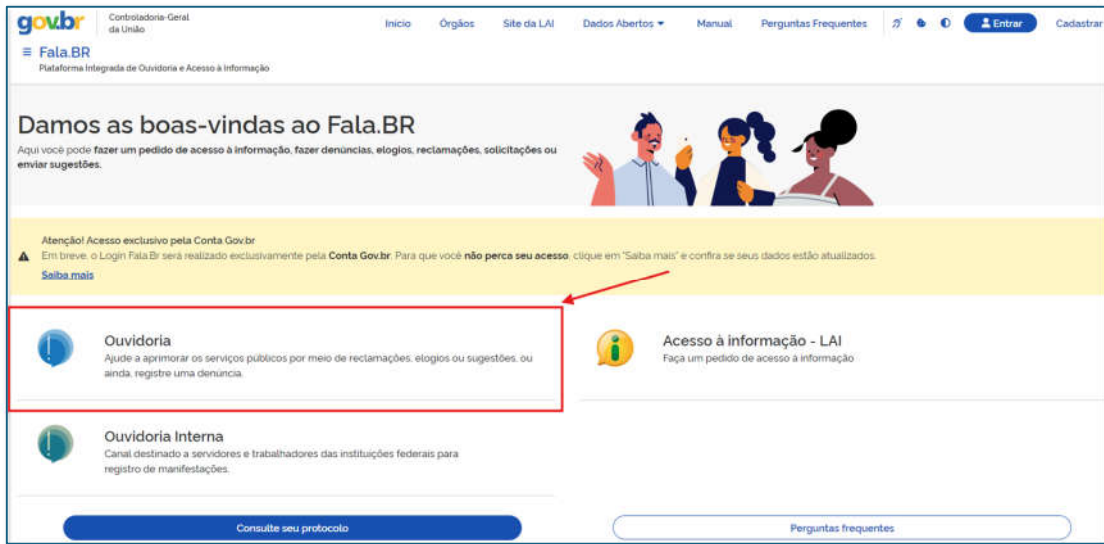 gov.br
Controladoria-Geral
da União
Início Órgãos Site da LAI Dados Abertos Manual Perguntas Frequentes Entrar Cadastrar
Fala.BR
Plataforma Integrada de Ouvidoria e Acesso à Informação
Damos as boas-vindas ao Fala.BR
Aqui você pode fazer um pedido de acesso à informação, fazer denúncias, elogios, reclamações, solicitações ou
enviar sugestões.
Atenção! Acesso exclusivo pela Conta Gov.br
Em breve, o Login Fala.Br será realizado exclusivamente pela Conta Gov.br. Para que você não perca seu acesso, clique em "Saiba mais" e confira se seus dados estão atualizados.
Saiba mais
Ouvidoria
Ajude a aprimorar os serviços públicos por meio de reclamações, elogios ou sugestões, ou
ainda, registre uma denúncia.
Acesso à informação - LAI
Faça um pedido de acesso à informação
Ouvidoria Interna
Canal destinado a servidores e trabalhadores das instituições federais para
registro de manifestações.
Consulte seu protocolo
Perguntas frequentes